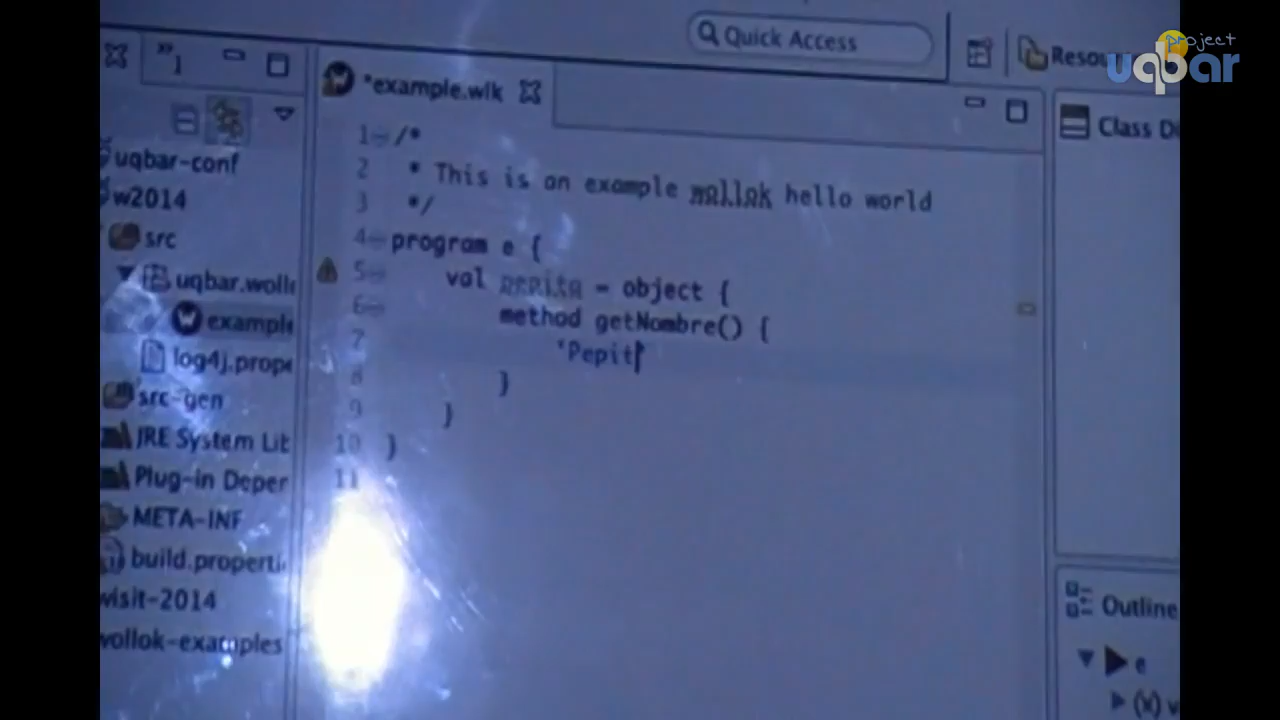 Quick Access
Resou
project
uqbar
»1
*example.wlk
Class Di
uqbar-conf
w2014
src
uqbar.woll
example
log4j.prope
src-gen
JRE System Lib
Plug-in Deper
META-INF
build.properti
visit-2014
wollok-examples
1 /*
2 * This is an example wollok hello world
3 */
4 program e {
5 val pepita = object {
6 method getNombre() {
7 'Pepit
8 }
9 }
10 }
11
Outline
e
(x) v